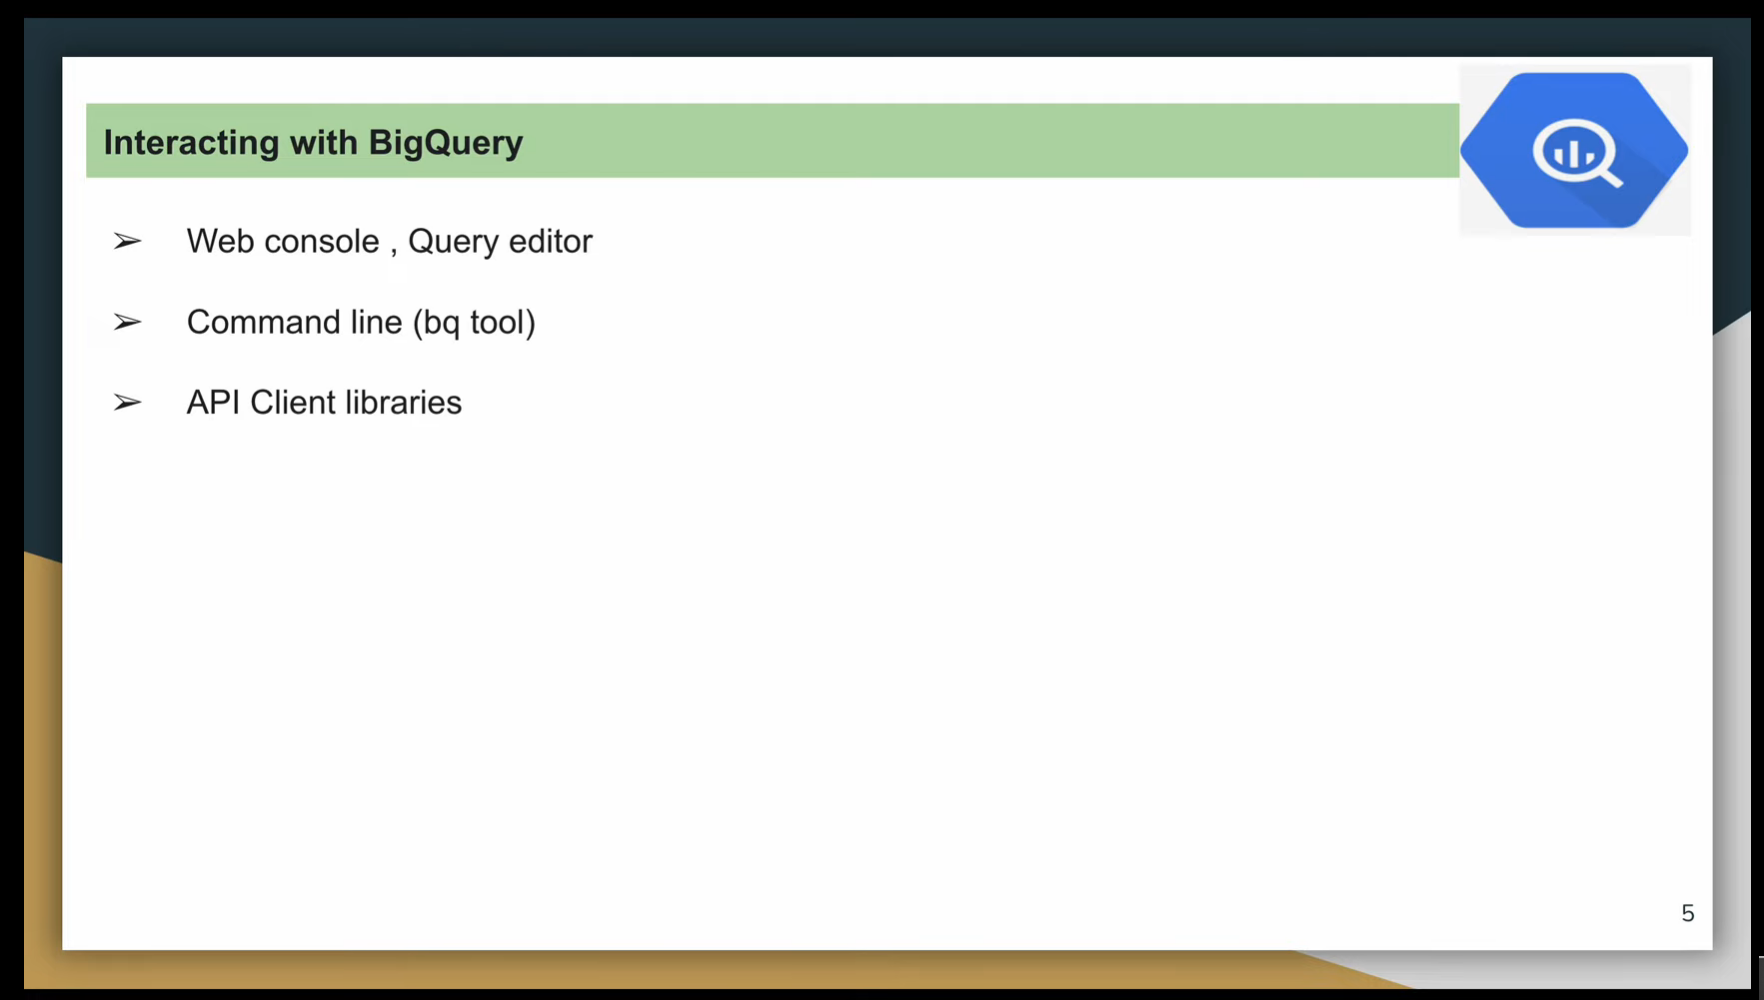 Interacting with BigQuery
➢ Web console , Query editor
➢ Command line (bq tool)
➢ API Client libraries
5